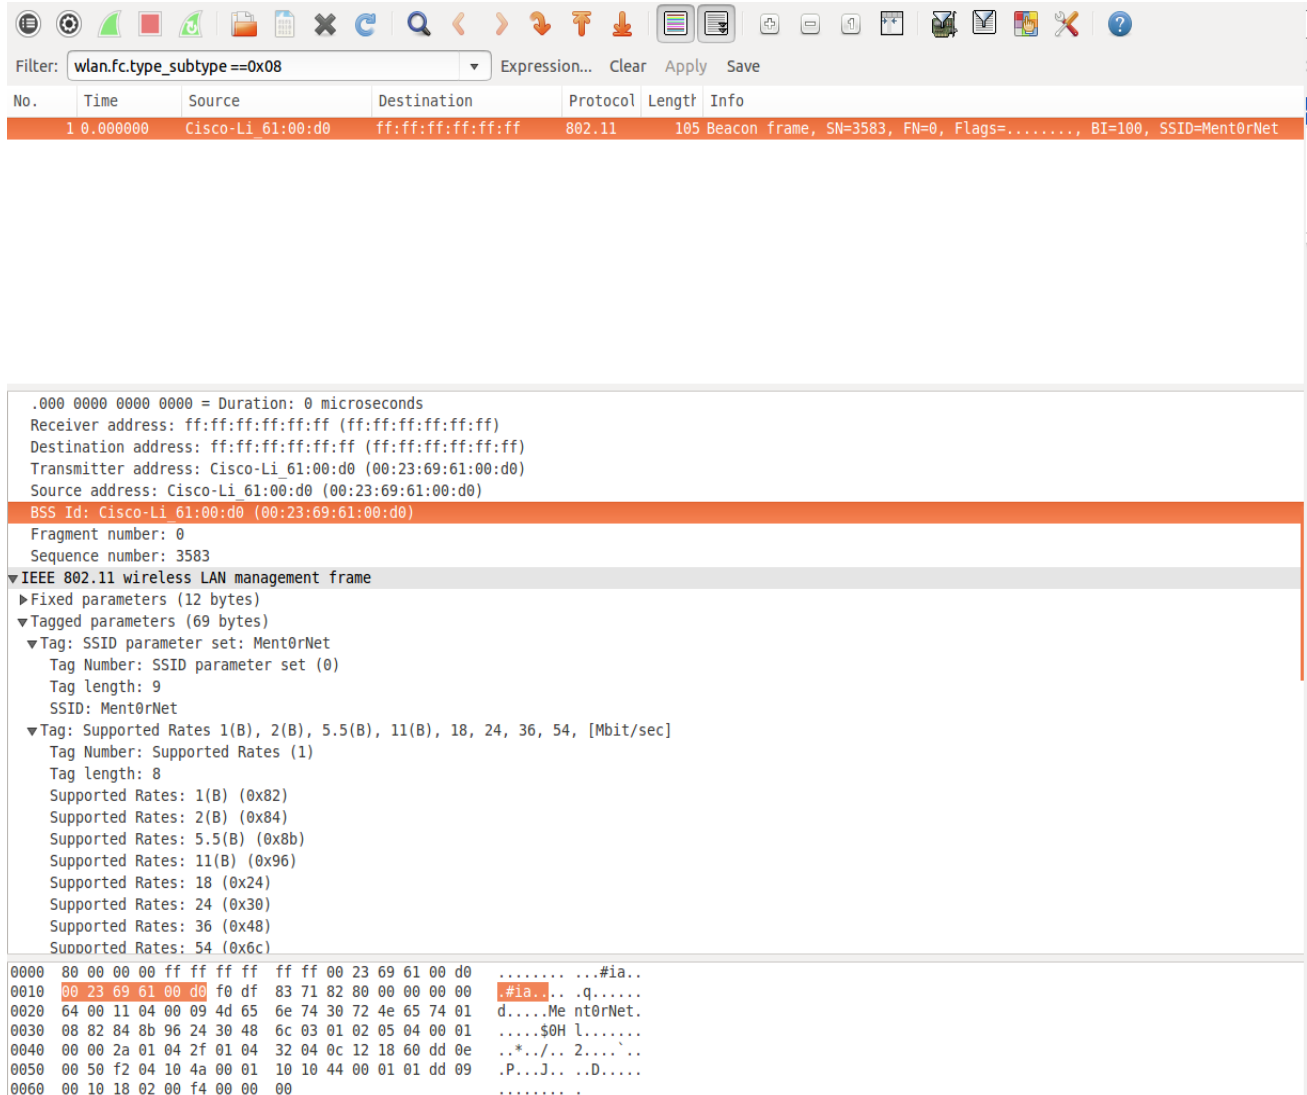 Filter: wlan.fc.type_subtype ==0x08 Expression... Clear Apply Save
No. Time Source Destination Protocol Length Info
1 0.000000 Cisco-Li_61:00:d0 ff:ff:ff:ff:ff:ff 802.11 105 Beacon frame, SN=3583, FN=0, Flags=........, BI=100, SSID=Ment0rNet
.000 0000 0000 0000 = Duration: 0 microseconds
Receiver address: ff:ff:ff:ff:ff:ff (ff:ff:ff:ff:ff:ff)
Destination address: ff:ff:ff:ff:ff:ff (ff:ff:ff:ff:ff:ff)
Transmitter address: Cisco-Li_61:00:d0 (00:23:69:61:00:d0)
Source address: Cisco-Li_61:00:d0 (00:23:69:61:00:d0)
BSS Id: Cisco-Li_61:00:d0 (00:23:69:61:00:d0)
Fragment number: 0
Sequence number: 3583
IEEE 802.11 wireless LAN management frame
Fixed parameters (12 bytes)
Tagged parameters (69 bytes)
Tag: SSID parameter set: Ment0rNet
Tag Number: SSID parameter set (0)
Tag length: 9
SSID: Ment0rNet
Tag: Supported Rates 1(B), 2(B), 5.5(B), 11(B), 18, 24, 36, 54, [Mbit/sec]
Tag Number: Supported Rates (1)
Tag length: 8
Supported Rates: 1(B) (0x82)
Supported Rates: 2(B) (0x84)
Supported Rates: 5.5(B) (0x8b)
Supported Rates: 11(B) (0x96)
Supported Rates: 18 (0x24)
Supported Rates: 24 (0x30)
Supported Rates: 36 (0x48)
Supported Rates: 54 (0x6c)
0000 80 00 00 00 ff ff ff ff ff ff 00 23 69 61 00 d0 ........ ...#ia..
0010 00 23 69 61 00 d0 f0 df 83 71 82 80 00 00 00 00 .#ia.... .q......
0020 64 00 11 04 00 09 4d 65 6e 74 30 72 4e 65 74 01 d.....Me nt0rNet.
0030 08 82 84 8b 96 24 30 48 6c 03 01 02 05 04 00 01 .....$0H l.......
0040 00 00 2a 01 04 2f 01 04 32 04 0c 12 18 60 dd 0e ..*../.. 2....`..
0050 00 50 f2 04 10 4a 00 01 10 10 44 00 01 01 dd 09 .P...J.. ..D.....
0060 00 10 18 02 00 f4 00 00 00 ........ .